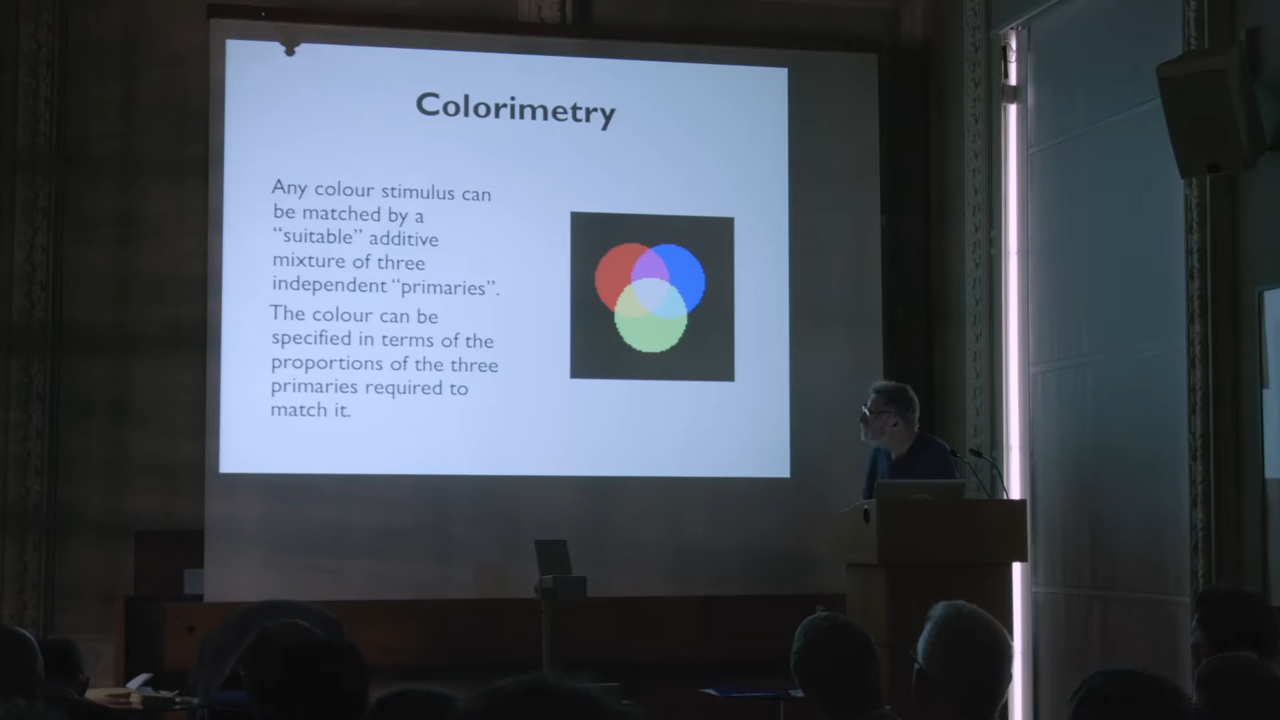 Colorimetry
Any colour stimulus can
be matched by a
“suitable” additive
mixture of three
independent “primaries”.
The colour can be
specified in terms of the
proportions of the three
primaries required to
match it.